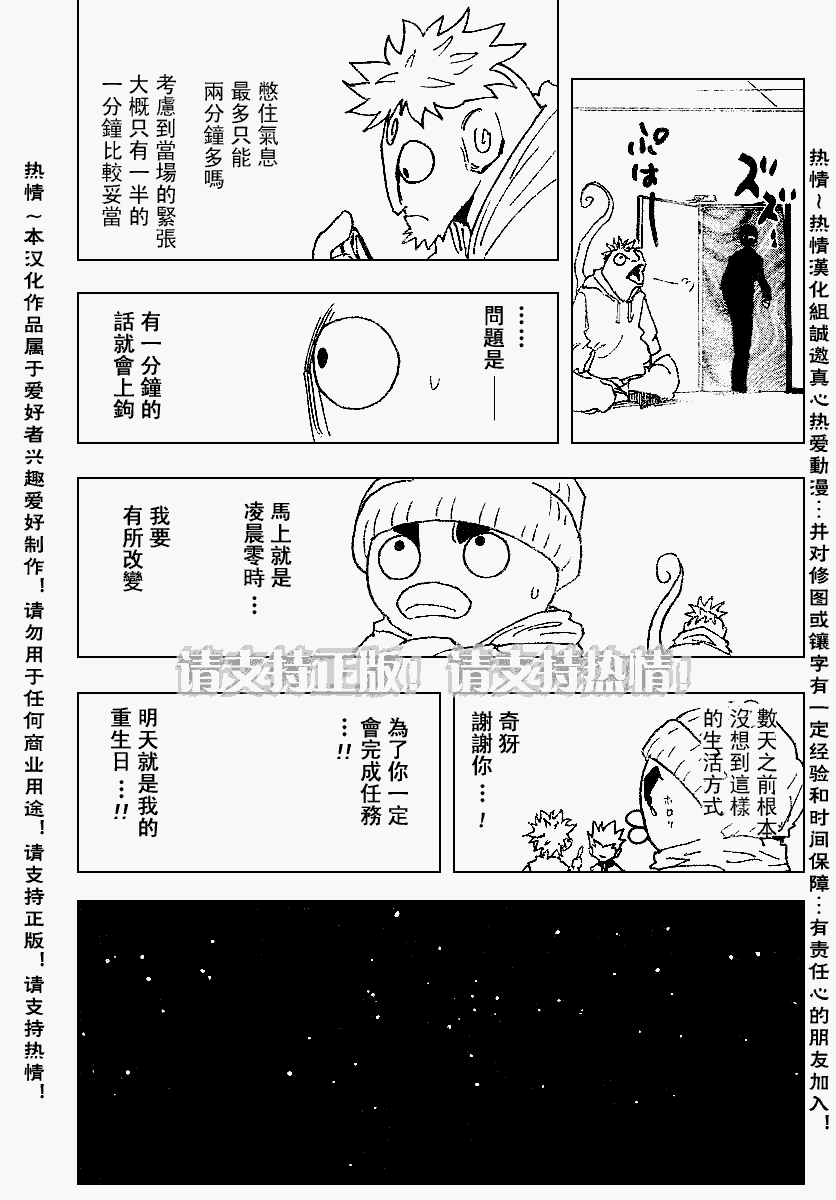 ぷはー
ズズ…
憋住氣息
最多只能
兩分鐘多嗎
考慮到當場的緊張
大概只有一半的
一分鐘比較妥當
……
問題是——
有一分鐘的
話就會上鉤
馬上就是
凌晨零時…
我要
有所改變
數天之前根本
沒想到這樣
的生活方式
ホロリ
奇犽
謝謝你…!
為了你一定
會完成任務
…!!
明天就是我的
重生日…!!
请支持正版! 请支持热情!
热情~热情漢化組誠邀真心热爱動漫…并对修图或镶字有一定经验和时间保障…有责任心的朋友加入!
热情~本汉化作品属于爱好者兴趣爱好制作!请勿用于任何商业用途!请支持正版!请支持热情!